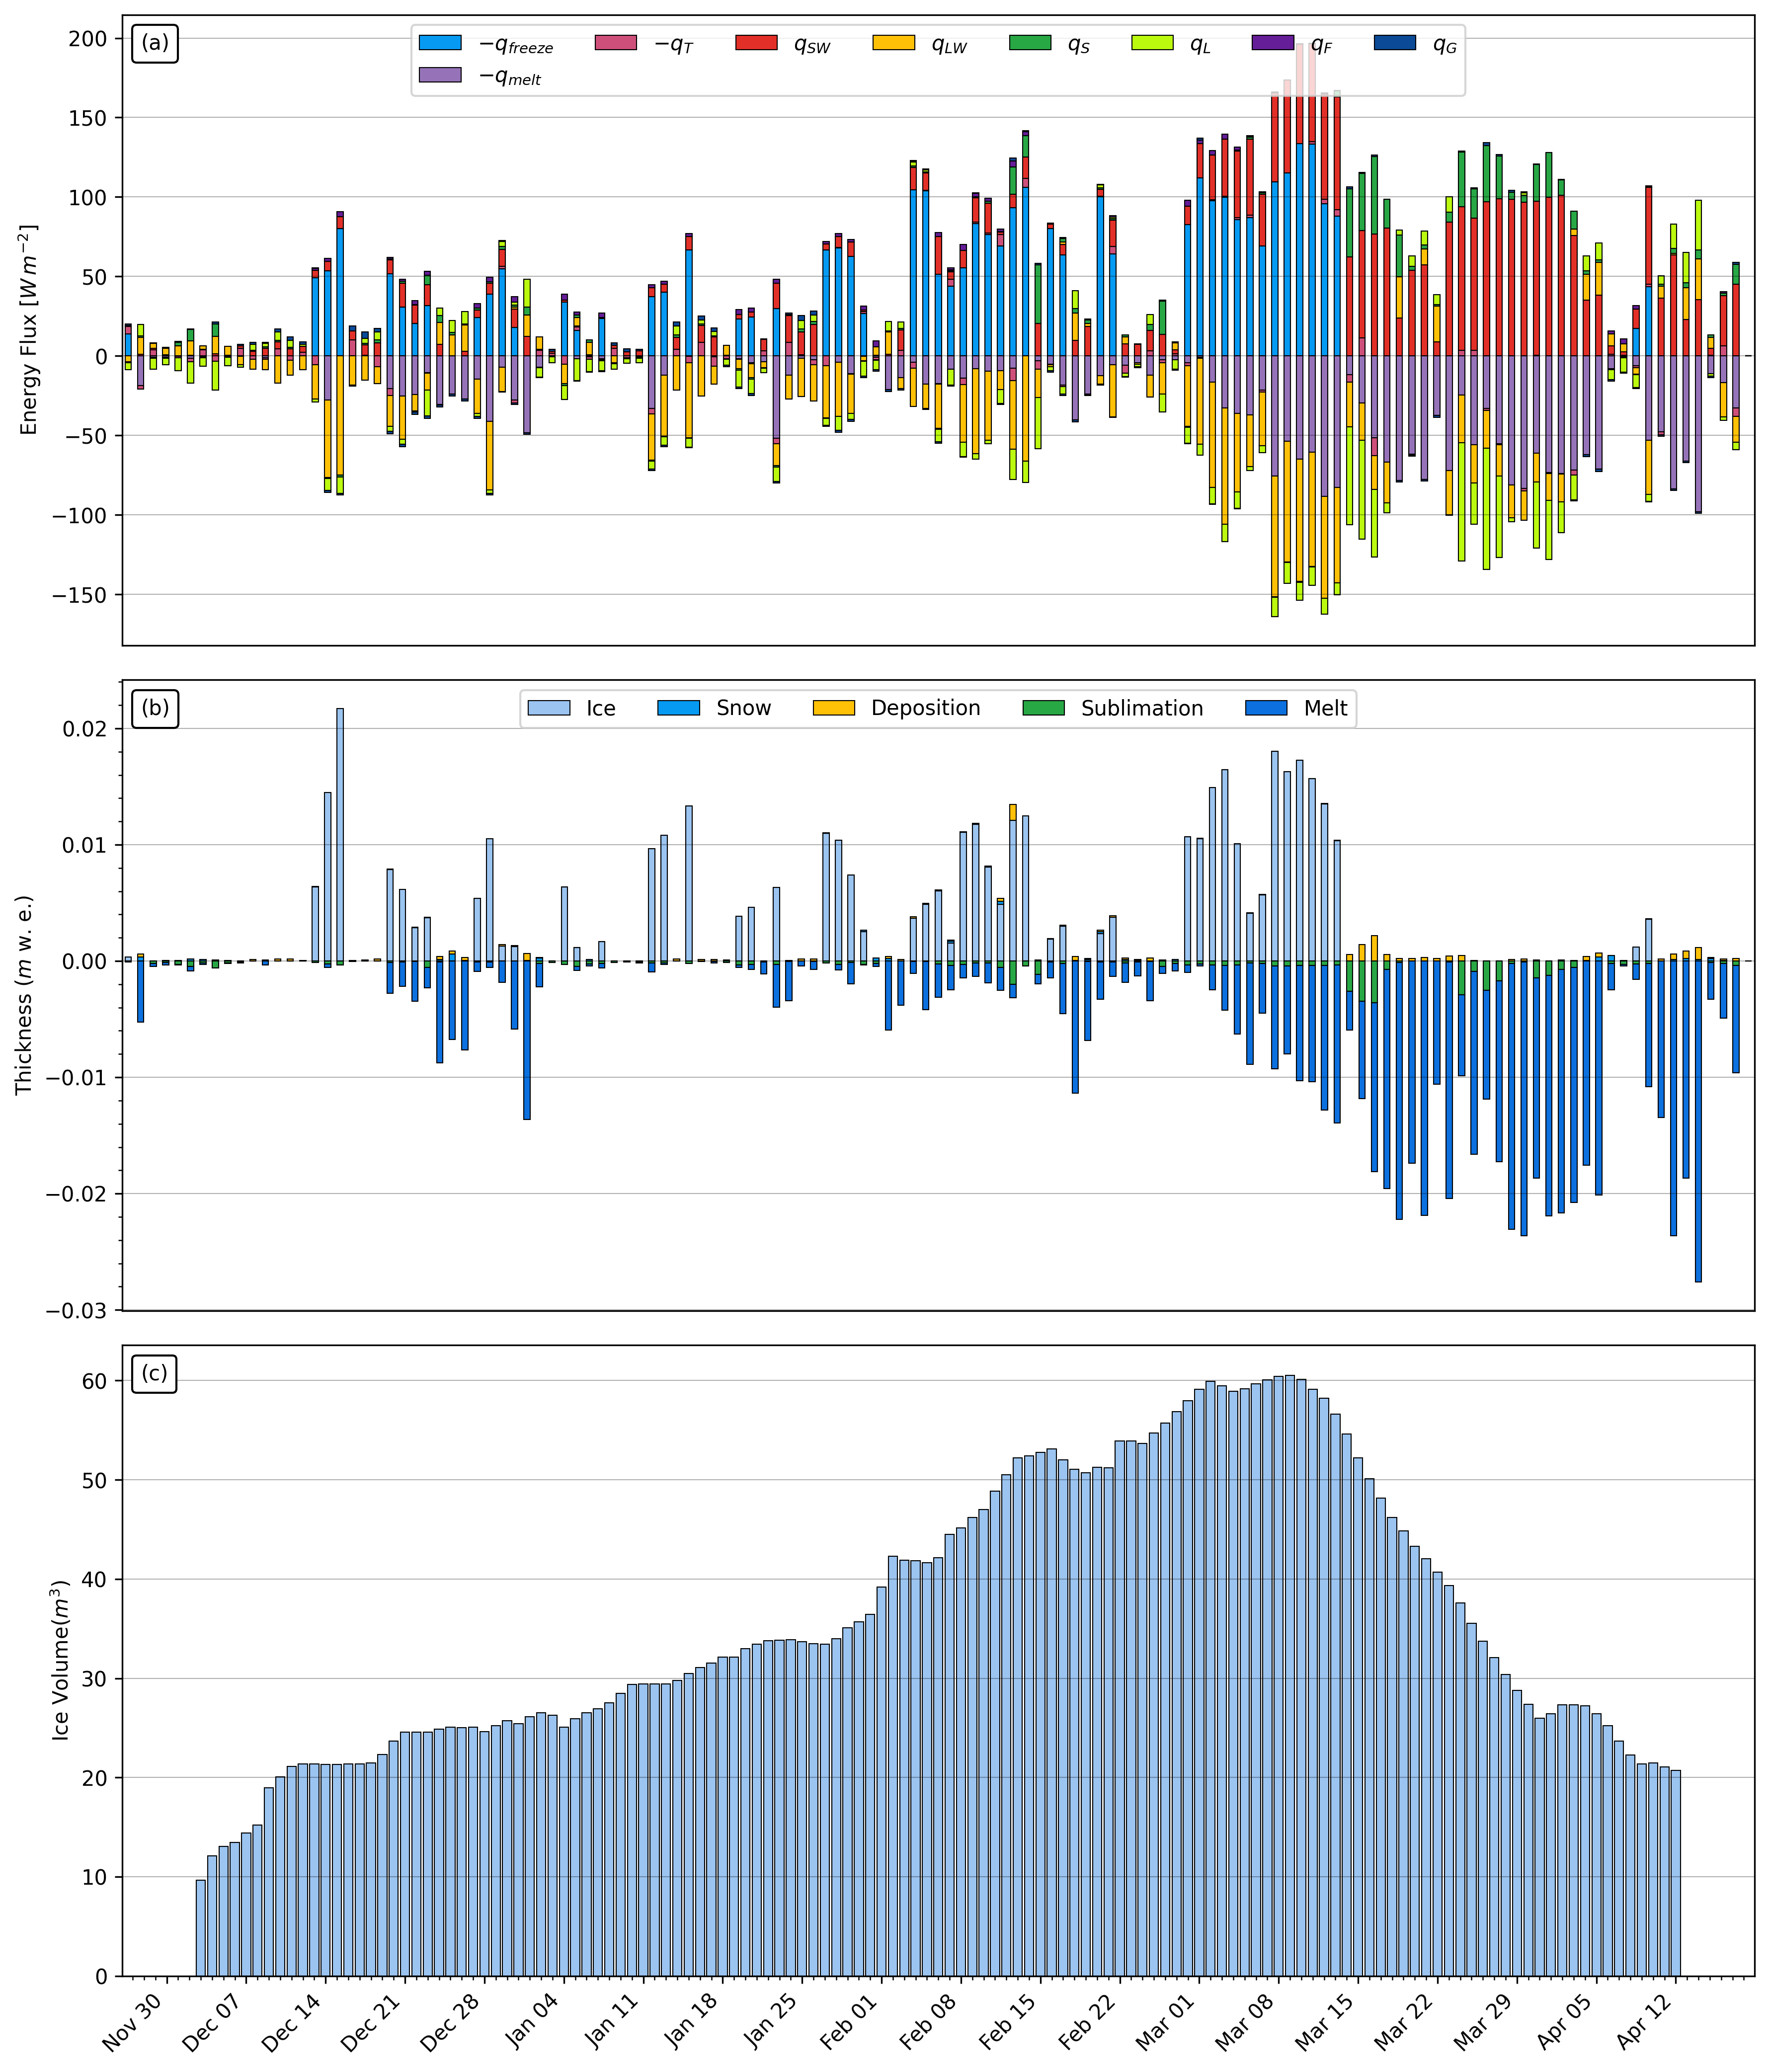 (a)
−q_freeze −q_T q_SW q_LW q_S q_L q_F q_G
−q_melt
Energy Flux [W m⁻²]
200
150
100
50
0
−50
−100
−150
(b)
Ice Snow Deposition Sublimation Melt
Thickness (m w. e.)
0.02
0.01
0.00
−0.01
−0.02
−0.03
(c)
Ice Volume(m³)
60
50
40
30
20
10
0
Nov 30 Dec 07 Dec 14 Dec 21 Dec 28 Jan 04 Jan 11 Jan 18 Jan 25 Feb 01 Feb 08 Feb 15 Feb 22 Mar 01 Mar 08 Mar 15 Mar 22 Mar 29 Apr 05 Apr 12